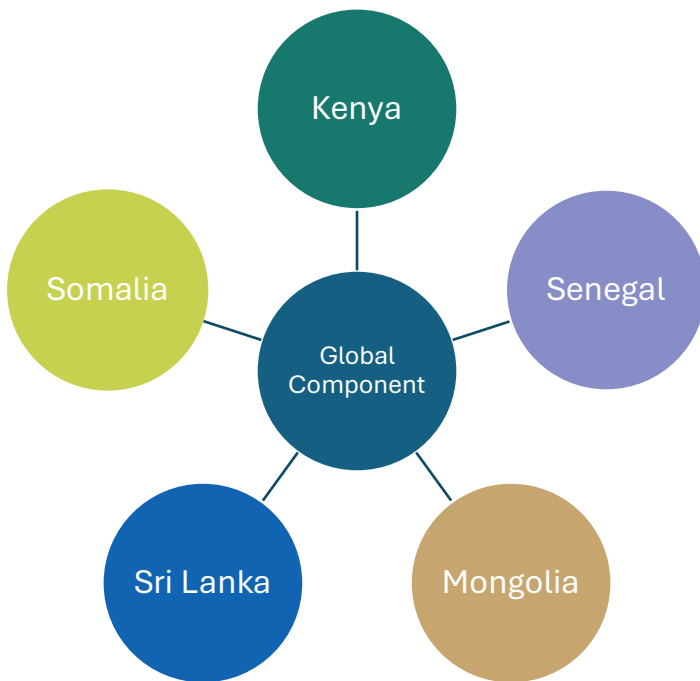 Kenya
Somalia
Senegal
Global
Component
Sri Lanka
Mongolia